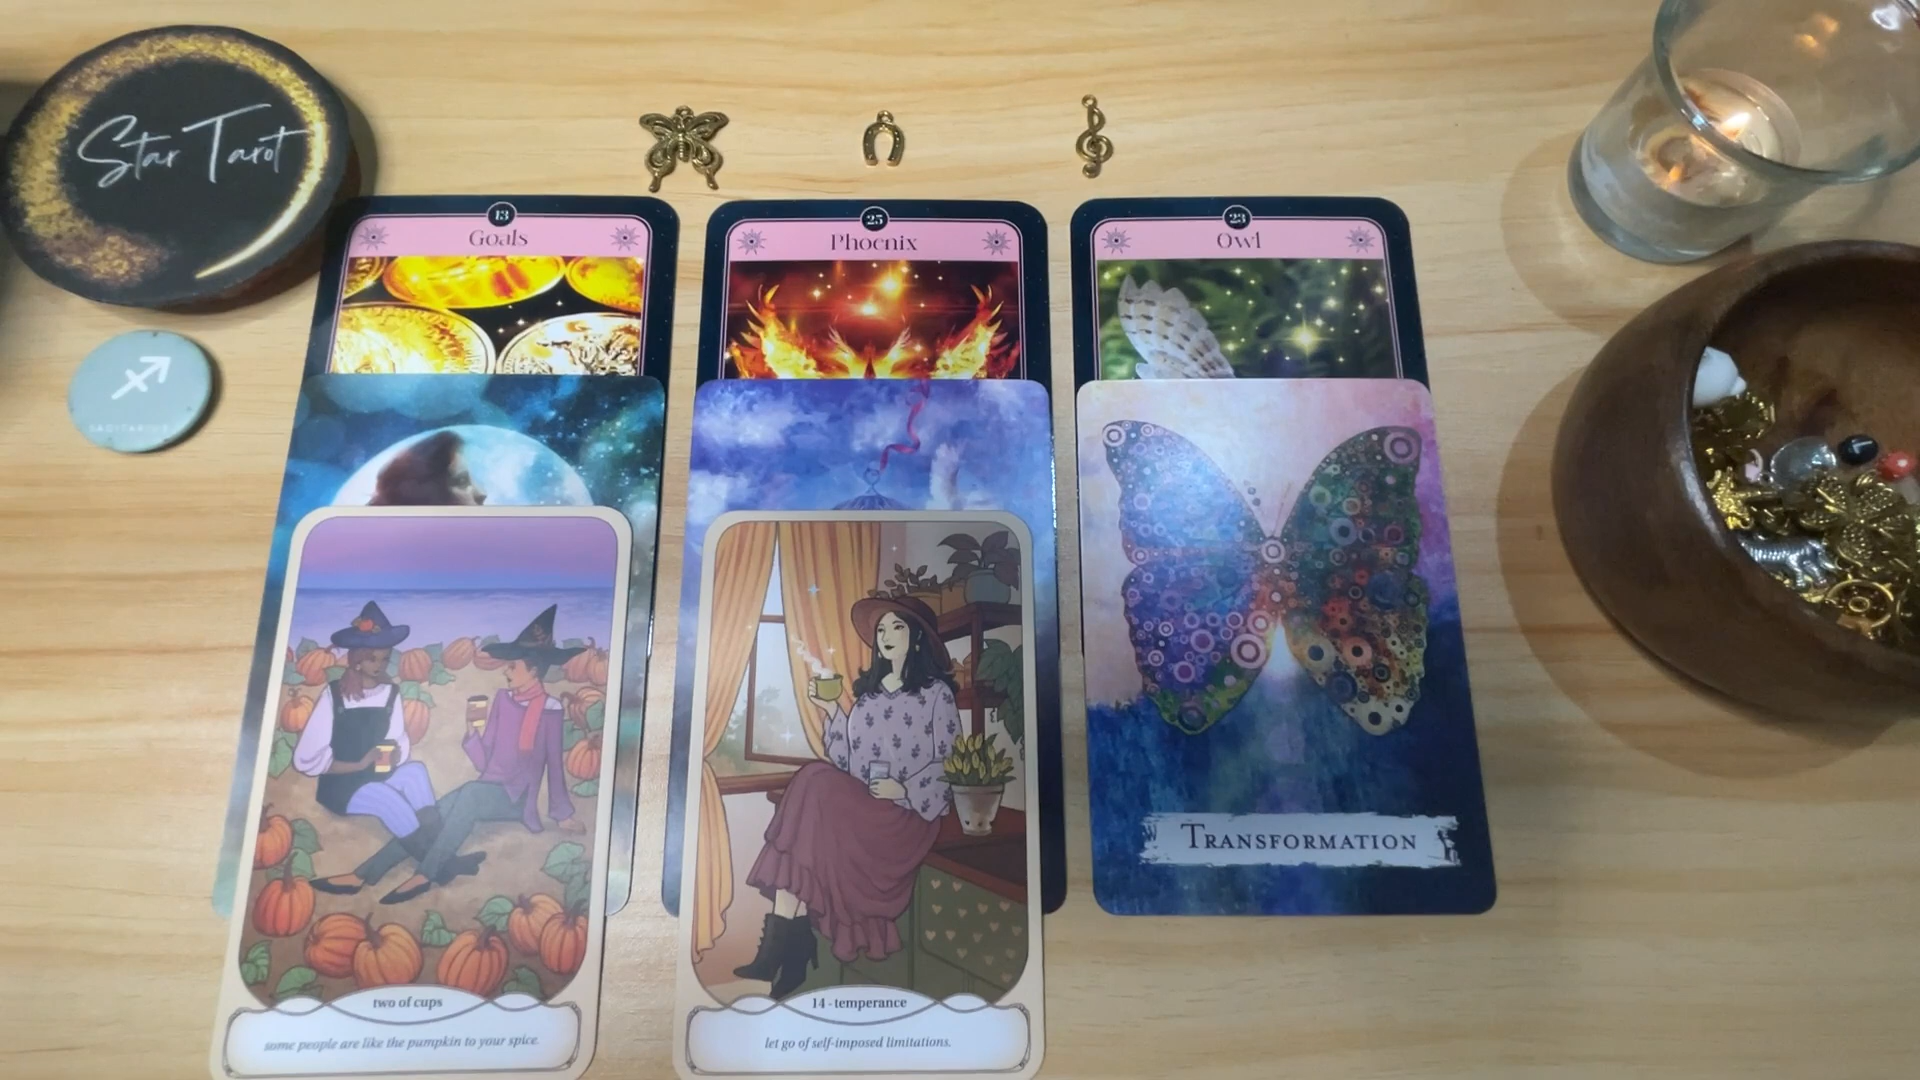 Star Tarot
SAGITTARIUS
13
Goals
25
Phoenix
23
Owl
TRANSFORMATION
two of cups
some people are like the pumpkin to your spice.
14 - temperance
let go of self-imposed limitations.